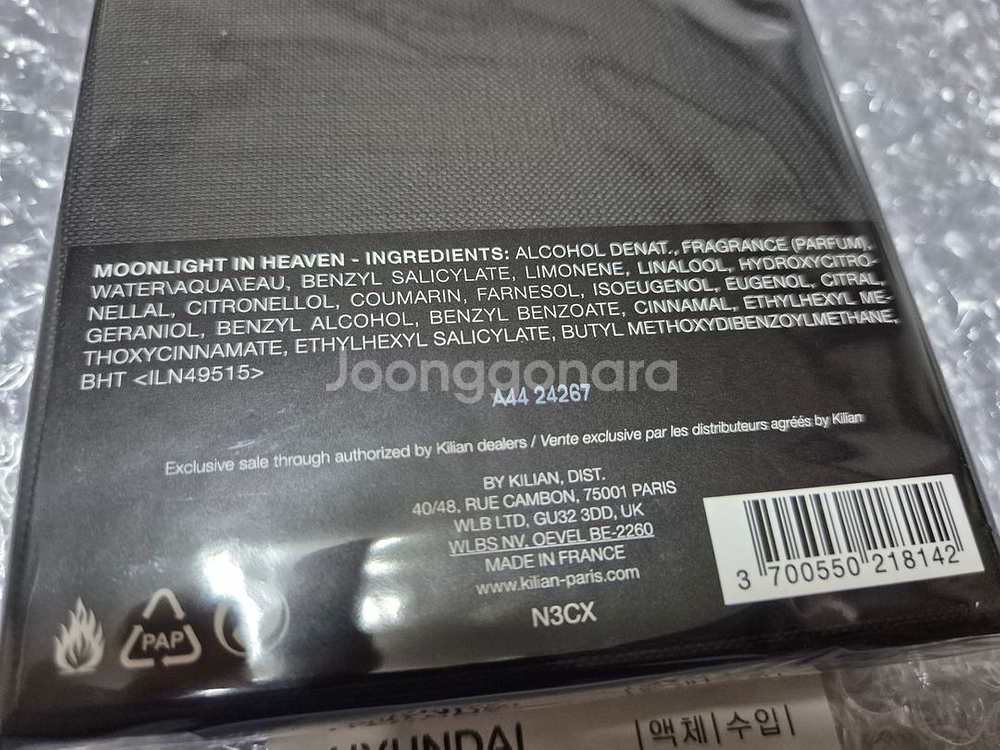 MOONLIGHT IN HEAVEN - INGREDIENTS: ALCOHOL DENAT., FRAGRANCE (PARFUM),
WATER\AQUA\EAU, BENZYL SALICYLATE, LIMONENE, LINALOOL, HYDROXYCITRO-
NELLAL, CITRONELLOL, COUMARIN, FARNESOL, ISOEUGENOL, EUGENOL, CITRAL,
GERANIOL, BENZYL ALCOHOL, BENZYL BENZOATE, CINNAMAL, ETHYLHEXYL ME-
THOXYCINNAMATE, ETHYLHEXYL SALICYLATE, BUTYL METHOXYDIBENZOYLMETHANE,
BHT <ILN49515>
Joonggonara
A44 24267
Exclusive sale through authorized by Kilian dealers / Vente exclusive par les distributeurs agréés by Kilian
BY KILIAN, DIST.
40/48, RUE CAMBON, 75001 PARIS
WLB LTD, GU32 3DD, UK
WLBS NV, OEVEL BE-2260
MADE IN FRANCE
www.kilian-paris.com
N3CX
3 700550 218142
PAP
HYUNDAI
|액체|수입|